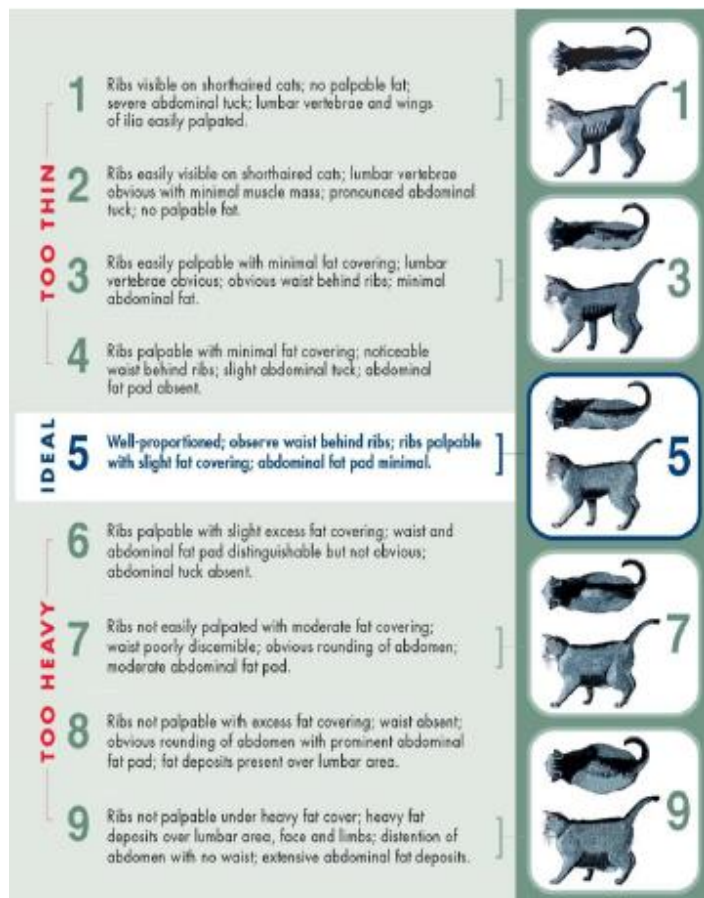 TOO THIN
1
Ribs visible on shorthaired cats; no palpable fat;
severe abdominal tuck; lumbar vertebrae and wings
of ilia easily palpated.
2
Ribs easily visible on shorthaired cats; lumbar vertebrae
obvious with minimal muscle mass; pronounced abdominal
tuck; no palpable fat.
3
Ribs easily palpable with minimal fat covering; lumbar
vertebrae obvious; obvious waist behind ribs; minimal
abdominal fat.
4
Ribs palpable with minimal fat covering; noticeable
waist behind ribs; slight abdominal tuck; abdominal
fat pad absent.
IDEAL
5
Well-proportioned; observe waist behind ribs; ribs palpable
with slight fat covering; abdominal fat pad minimal.
TOO HEAVY
6
Ribs palpable with slight excess fat covering; waist and
abdominal fat pad distinguishable but not obvious;
abdominal tuck absent.
7
Ribs not easily palpated with moderate fat covering;
waist poorly discernible; obvious rounding of abdomen;
moderate abdominal fat pad.
8
Ribs not palpable with excess fat covering; waist absent;
obvious rounding of abdomen with prominent abdominal
fat pad; fat deposits present over lumbar area.
9
Ribs not palpable under heavy fat cover; heavy fat
deposits over lumbar area, face and limbs; distention of
abdomen with no waist; extensive abdominal fat deposits.
1
3
5
7
9